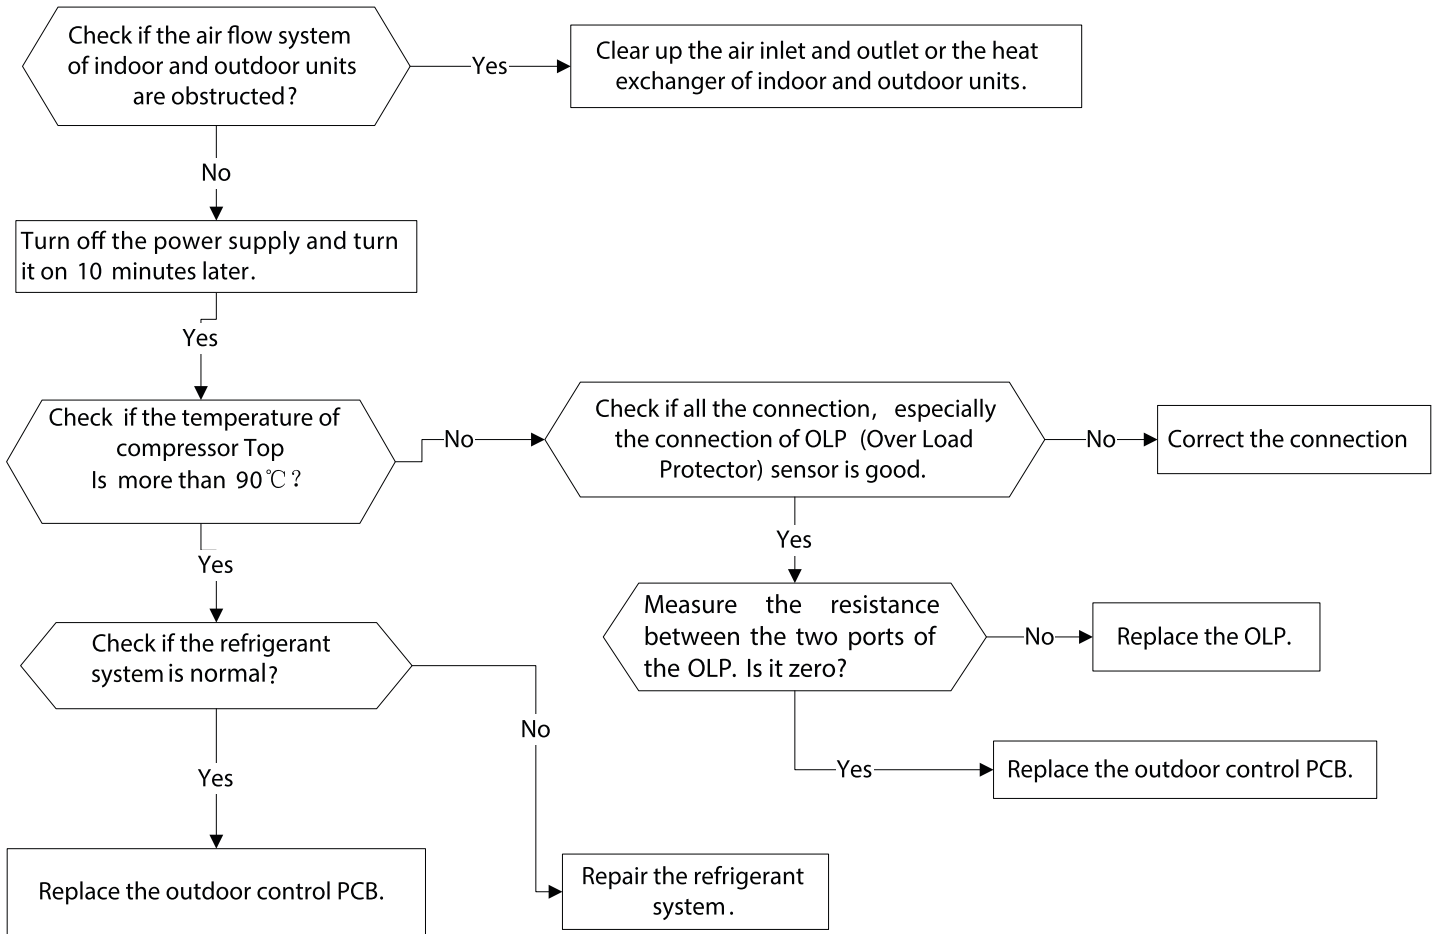 Check if the air flow system
of indoor and outdoor units
are obstructed?
Yes
Clear up the air inlet and outlet or the heat
exchanger of indoor and outdoor units.
No
Turn off the power supply and turn
it on 10 minutes later.
Yes
Check if the temperature of
compressor Top
Is more than 90℃?
No
Check if all the connection, especially
the connection of OLP (Over Load
Protector) sensor is good.
No
Correct the connection
Yes
Yes
Measure the resistance
between the two ports of
the OLP. Is it zero?
No
Replace the OLP.
Check if the refrigerant
system is normal?
No
Yes
Yes
Replace the outdoor control PCB.
Replace the outdoor control PCB.
Repair the refrigerant
system.